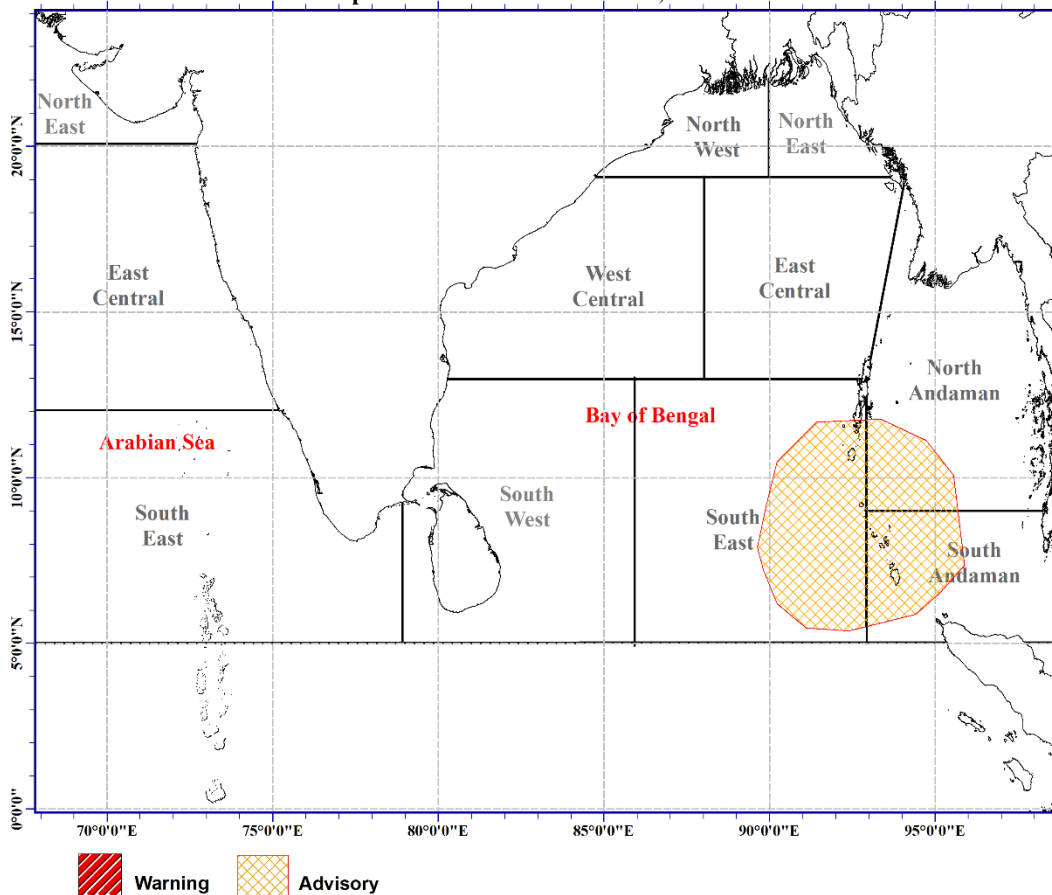 North
East
North
West
North
East
East
Central
West
Central
East
Central
North
Andaman
Arabian Sea
Bay of Bengal
South
East
South
West
South
East
South
Andaman
20°0'0"N
15°0'0"N
10°0'0"N
5°0'0"N
0°0'0"
70°0'0"E
75°0'0"E
80°0'0"E
85°0'0"E
90°0'0"E
95°0'0"E
Warning
Advisory